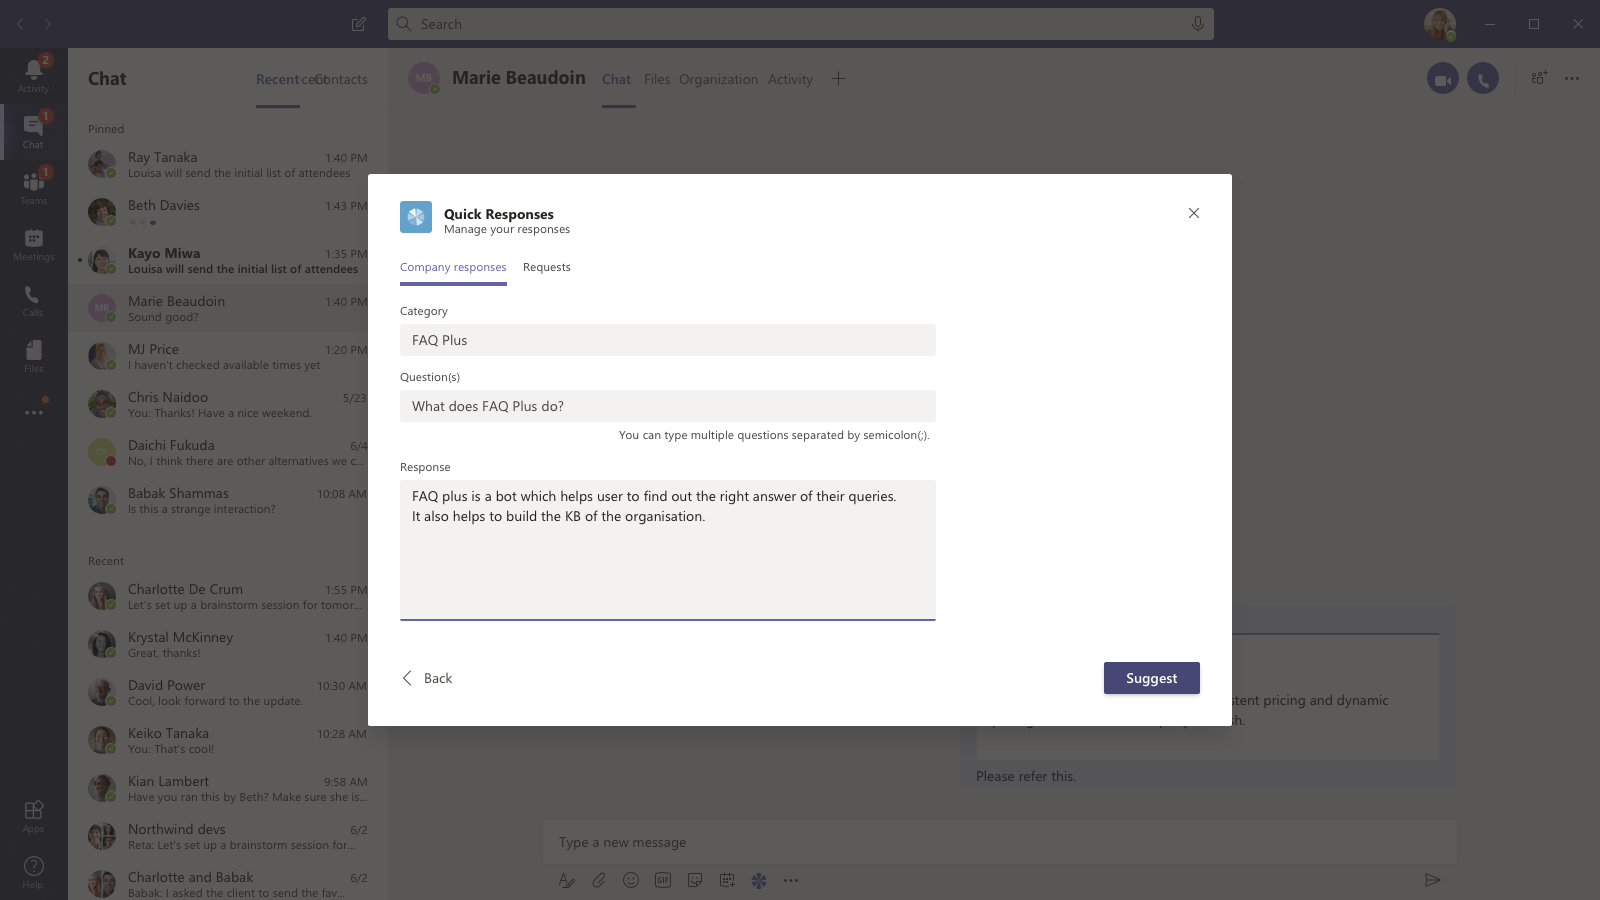 Search
2
Activity
1
Chat
1
Teams
Meetings
Calls
Files
Apps
Help
Chat
Recent
Contacts
Pinned
Ray Tanaka 1:40 PM
Louisa will send the initial list of attendees
Beth Davies 1:43 PM
Kayo Miwa 1:35 PM
Louisa will send the initial list of attendees
MB
Marie Beaudoin 1:40 PM
Sound good?
MJ Price 1:20 PM
I haven't checked available times yet
Chris Naidoo 5/23
You: Thanks! Have a nice weekend.
Daichi Fukuda 6/4
No, I think there are other alternatives we c...
Babak Shammas 10:08 AM
Is this a strange interaction?
Recent
Charlotte De Crum 1:55 PM
Let's set up a brainstorm session for tomor...
Krystal McKinney 1:40 PM
Great, thanks!
David Power 10:30 AM
Cool, look forward to the update.
Keiko Tanaka 10:28 AM
You: That's cool!
Kian Lambert 9:58 AM
Have you ran this by Beth? Make sure she is...
Northwind devs 6/2
Reta: Let's set up a brainstorm session for...
Charlotte and Babak 6/2
Babak: I asked the client to send the fav...
MB Marie Beaudoin Chat Files Organization Activity
Quick Responses
Manage your responses
Company responses Requests
Category
FAQ Plus
Question(s)
What does FAQ Plus do?
You can type multiple questions separated by semicolon(;).
Response
FAQ plus is a bot which helps user to find out the right answer of their queries.
It also helps to build the KB of the organisation.
Back
Suggest
pricing and dynamic
Please refer this.
Type a new message
GIF